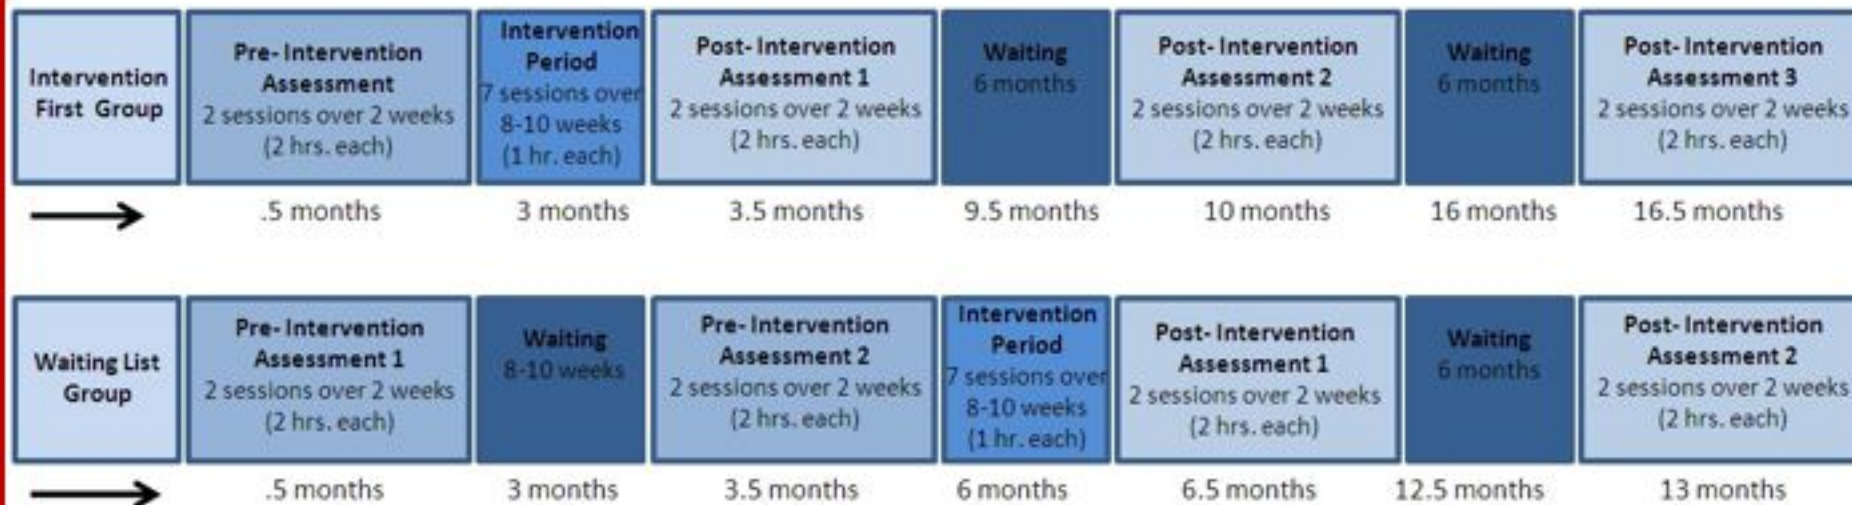 Intervention
First Group
Pre- Intervention
Assessment
2 sessions over 2 weeks
(2 hrs. each)
Intervention
Period
7 sessions over
8-10 weeks
(1 hr. each)
Post- Intervention
Assessment 1
2 sessions over 2 weeks
(2 hrs. each)
Waiting
6 months
Post- Intervention
Assessment 2
2 sessions over 2 weeks
(2 hrs. each)
Waiting
6 months
Post- Intervention
Assessment 3
2 sessions over 2 weeks
(2 hrs. each)
.5 months
3 months
3.5 months
9.5 months
10 months
16 months
16.5 months
Waiting List
Group
Pre- Intervention
Assessment 1
2 sessions over 2 weeks
(2 hrs. each)
Waiting
8-10 weeks
Pre- Intervention
Assessment 2
2 sessions over 2 weeks
(2 hrs. each)
Intervention
Period
7 sessions over
8-10 weeks
(1 hr. each)
Post- Intervention
Assessment 1
2 sessions over 2 weeks
(2 hrs. each)
Waiting
6 months
Post- Intervention
Assessment 2
2 sessions over 2 weeks
(2 hrs. each)
.5 months
3 months
3.5 months
6 months
6.5 months
12.5 months
13 months